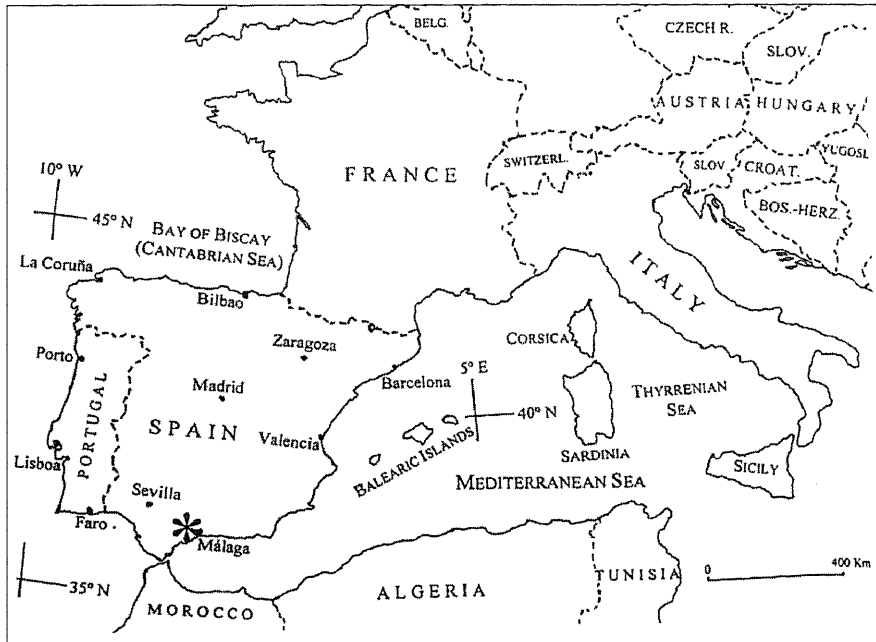 BELG.
CZECH R.
SLOV.
AUSTRIA
HUNGARY
SWITZERL.
SLOV.
CROAT.
YUGOSL
BOS.-HERZ.
FRANCE
10° W
45° N
BAY OF BISCAY
(CANTABRIAN SEA)
La Coruña
Bilbao
ITALY
Zaragoza
CORSICA
Porto
Barcelona
5° E
Madrid
40° N
THYRRENIAN
SEA
PORTUGAL
SPAIN
Valencia
BALEARIC ISLANDS
SARDINIA
Lisboa
SICILY
MEDITERRANEAN SEA
Sevilla
Faro
Málaga
35° N
MOROCCO
ALGERIA
TUNISIA
0
400 Km